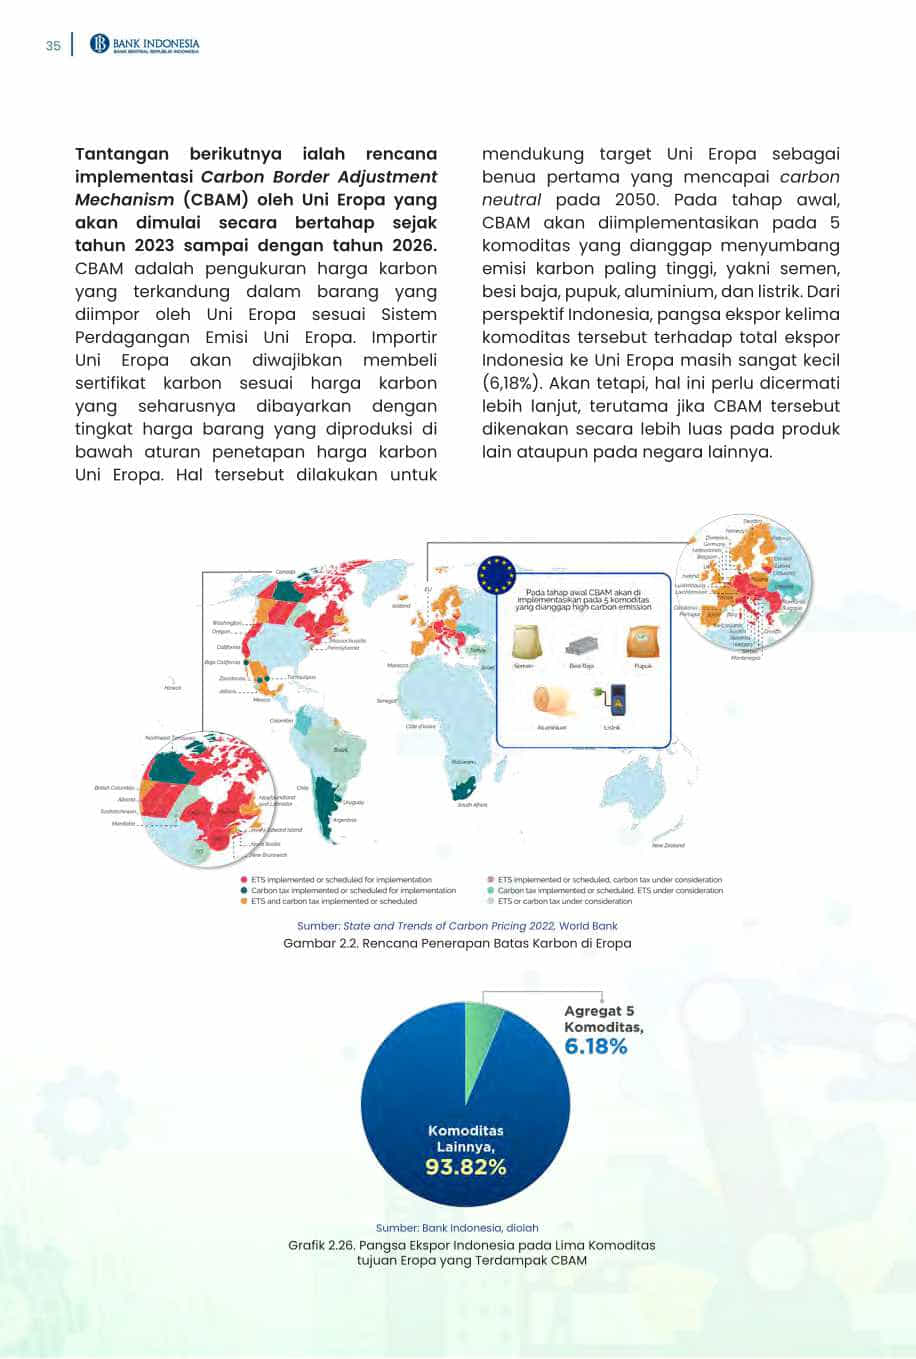 35
BANK INDONESIA
BANK SENTRAL REPUBLIK INDONESIA
Tantangan berikutnya ialah rencana
implementasi Carbon Border Adjustment
Mechanism (CBAM) oleh Uni Eropa yang
akan dimulai secara bertahap sejak
tahun 2023 sampai dengan tahun 2026.
CBAM adalah pengukuran harga karbon
yang terkandung dalam barang yang
diimpor oleh Uni Eropa sesuai Sistem
Perdagangan Emisi Uni Eropa. Importir
Uni Eropa akan diwajibkan membeli
sertifikat karbon sesuai harga karbon
yang seharusnya dibayarkan dengan
tingkat harga barang yang diproduksi di
bawah aturan penetapan harga karbon
Uni Eropa. Hal tersebut dilakukan untuk
mendukung target Uni Eropa sebagai
benua pertama yang mencapai carbon
neutral pada 2050. Pada tahap awal,
CBAM akan diimplementasikan pada 5
komoditas yang dianggap menyumbang
emisi karbon paling tinggi, yakni semen,
besi baja, pupuk, aluminium, dan listrik. Dari
perspektif Indonesia, pangsa ekspor kelima
komoditas tersebut terhadap total ekspor
Indonesia ke Uni Eropa masih sangat kecil
(6,18%). Akan tetapi, hal ini perlu dicermati
lebih lanjut, terutama jika CBAM tersebut
dikenakan secara lebih luas pada produk
lain ataupun pada negara lainnya.
Canada
Washington
Oregon
California
Baja California
Zacatecas
Jalisco
Mexico
Tamaulipas
Massachusetts
Pennsylvania
Hawaii
Colombia
Brazil
Chile
Uruguay
Argentina
Iceland
EU
Morocco
Senegal
Côte d'Ivoire
Turkey
Israel
Botswana
South Africa
New Zealand
Pada tahap awal CBAM akan di
implementasikan pada 5 komoditas
yang dianggap high carbon emission
Semen
Besi Baja
Pupuk
Aluminium
Listrik
Sweden
Norway
Denmark
Germany
Netherlands
Belgium
UK
Ireland
Luxembourg
Liechtenstein
Catalonia
Portugal
Spain
Finland
Estonia
Latvia
Lithuania
Poland
Ukraine
Romania
Bulgaria
Greece
Switzerland
Austria
Slovenia
Hungary
Serbia
Montenegro
Northwest Territories
British Columbia
Alberta
Saskatchewan
Manitoba
Newfoundland
and Labrador
Prince Edward Island
Nova Scotia
New Brunswick
ETS implemented or scheduled for implementation
Carbon tax implemented or scheduled for implementation
ETS and carbon tax implemented or scheduled
ETS implemented or scheduled, carbon tax under consideration
Carbon tax implemented or scheduled, ETS under consideration
ETS or carbon tax under consideration
Sumber: State and Trends of Carbon Pricing 2022, World Bank
Gambar 2.2. Rencana Penerapan Batas Karbon di Eropa
Agregat 5
Komoditas,
6.18%
Komoditas
Lainnya,
93.82%
Sumber: Bank Indonesia, diolah
Grafik 2.26. Pangsa Ekspor Indonesia pada Lima Komoditas
tujuan Eropa yang Terdampak CBAM